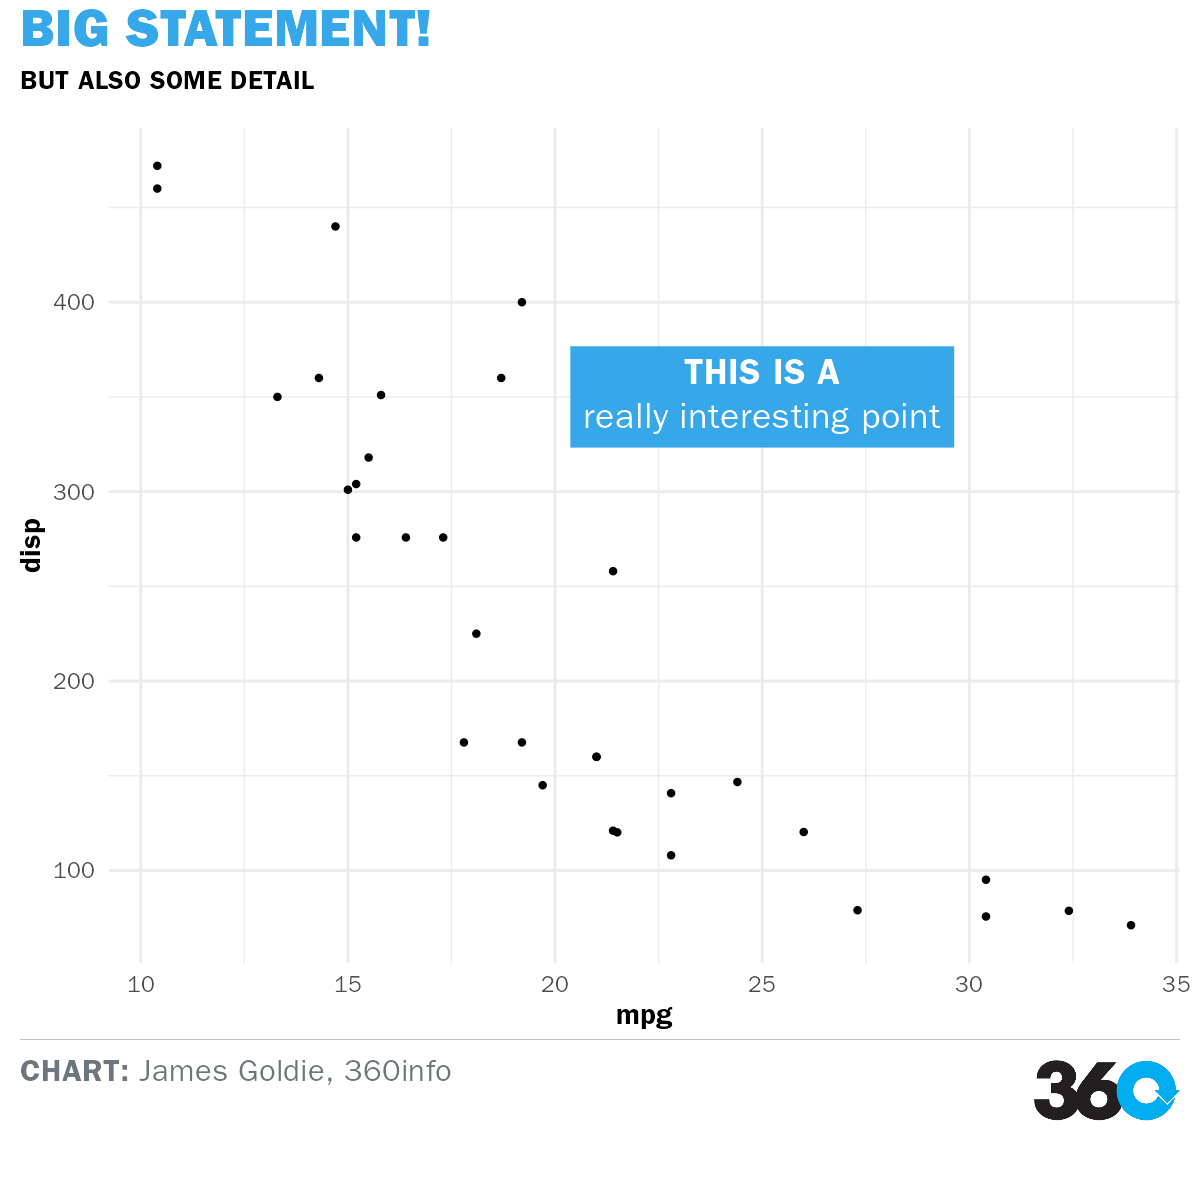 BIG STATEMENT!
BUT ALSO SOME DETAIL
THIS IS A
really interesting point
400
300
200
100
disp
10 15 20 25 30 35
mpg
CHART: James Goldie, 360info
360